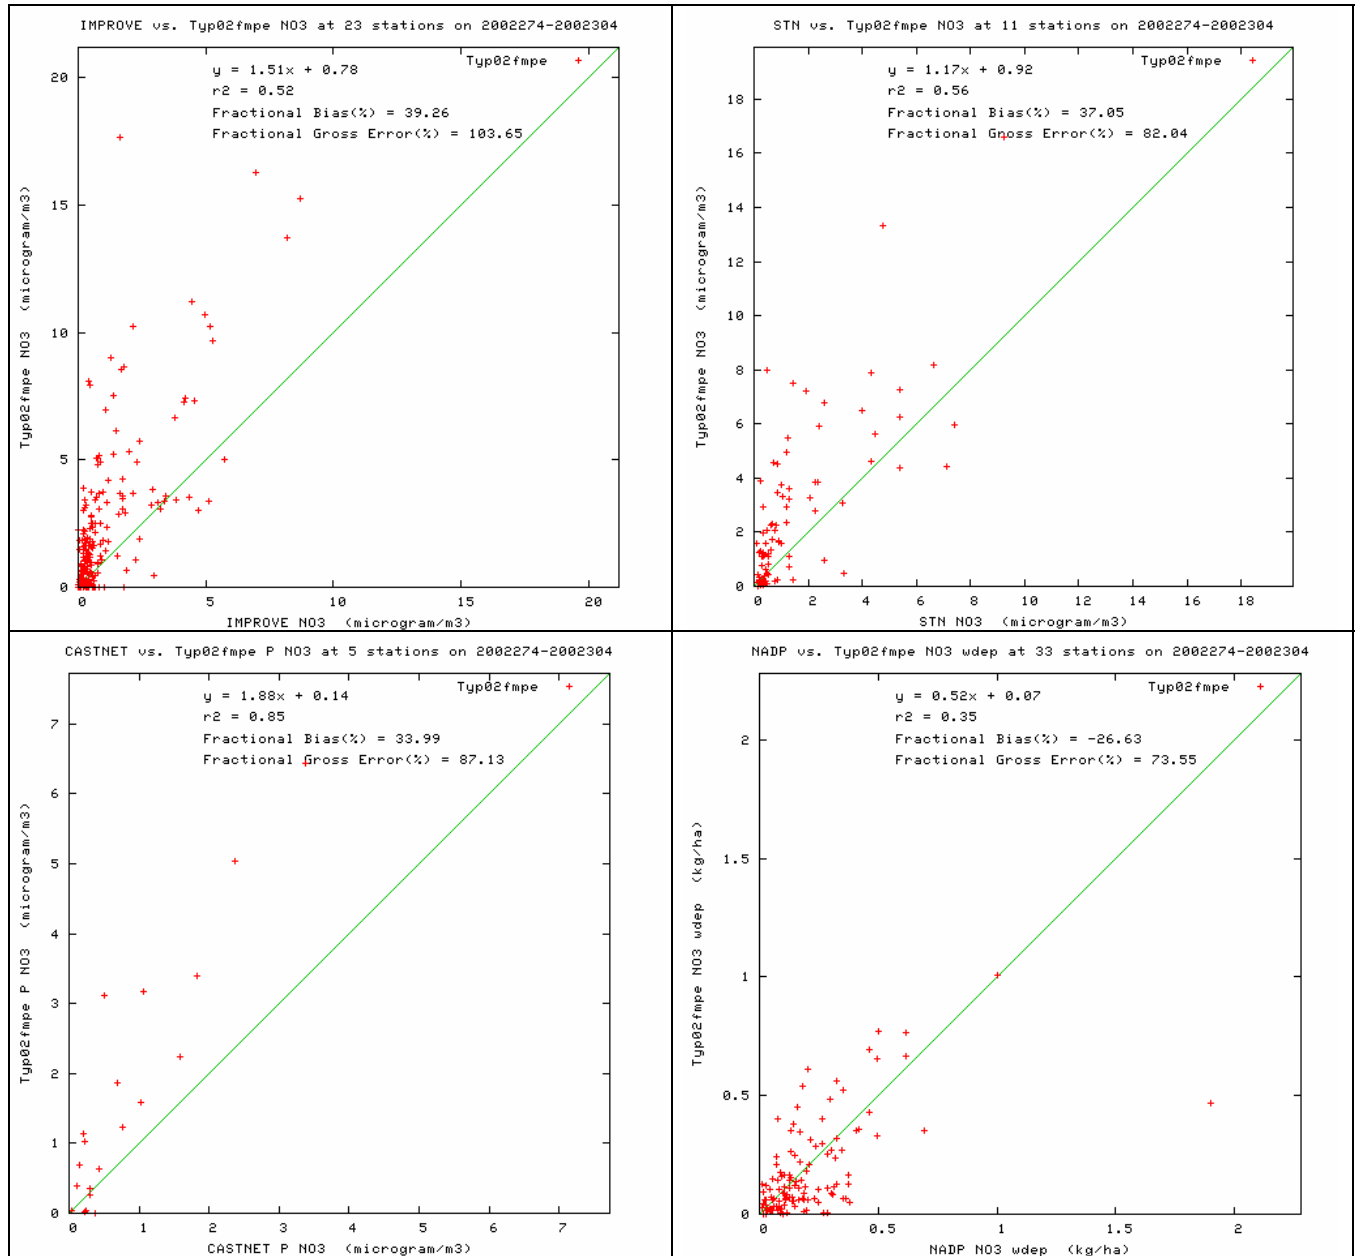 IMPROVE vs. Typ02fmpe NO3 at 23 stations on 2002274-2002304
Typ02fmpe
y = 1.51x + 0.78
r2 = 0.52
Fractional Bias(%) = 39.26
Fractional Gross Error(%) = 103.65
Typ02fmpe NO3 (microgram/m3)
20
15
10
5
0
0 5 10 15 20
IMPROVE NO3 (microgram/m3)
STN vs. Typ02fmpe NO3 at 11 stations on 2002274-2002304
Typ02fmpe
y = 1.17x + 0.92
r2 = 0.56
Fractional Bias(%) = 37.05
Fractional Gross Error(%) = 82.04
Typ02fmpe NO3 (microgram/m3)
18
16
14
12
10
8
6
4
2
0
0 2 4 6 8 10 12 14 16 18
STN NO3 (microgram/m3)
CASTNET vs. Typ02fmpe P NO3 at 5 stations on 2002274-2002304
Typ02fmpe
y = 1.88x + 0.14
r2 = 0.85
Fractional Bias(%) = 33.99
Fractional Gross Error(%) = 87.13
Typ02fmpe P NO3 (microgram/m3)
7
6
5
4
3
2
1
0
0 1 2 3 4 5 6 7
CASTNET P NO3 (microgram/m3)
NADP vs. Typ02fmpe NO3 wdep at 33 stations on 2002274-2002304
Typ02fmpe
y = 0.52x + 0.07
r2 = 0.35
Fractional Bias(%) = -26.63
Fractional Gross Error(%) = 73.55
Typ02fmpe NO3 wdep (kg/ha)
2
1.5
1
0.5
0
0 0.5 1 1.5 2
NADP NO3 wdep (kg/ha)